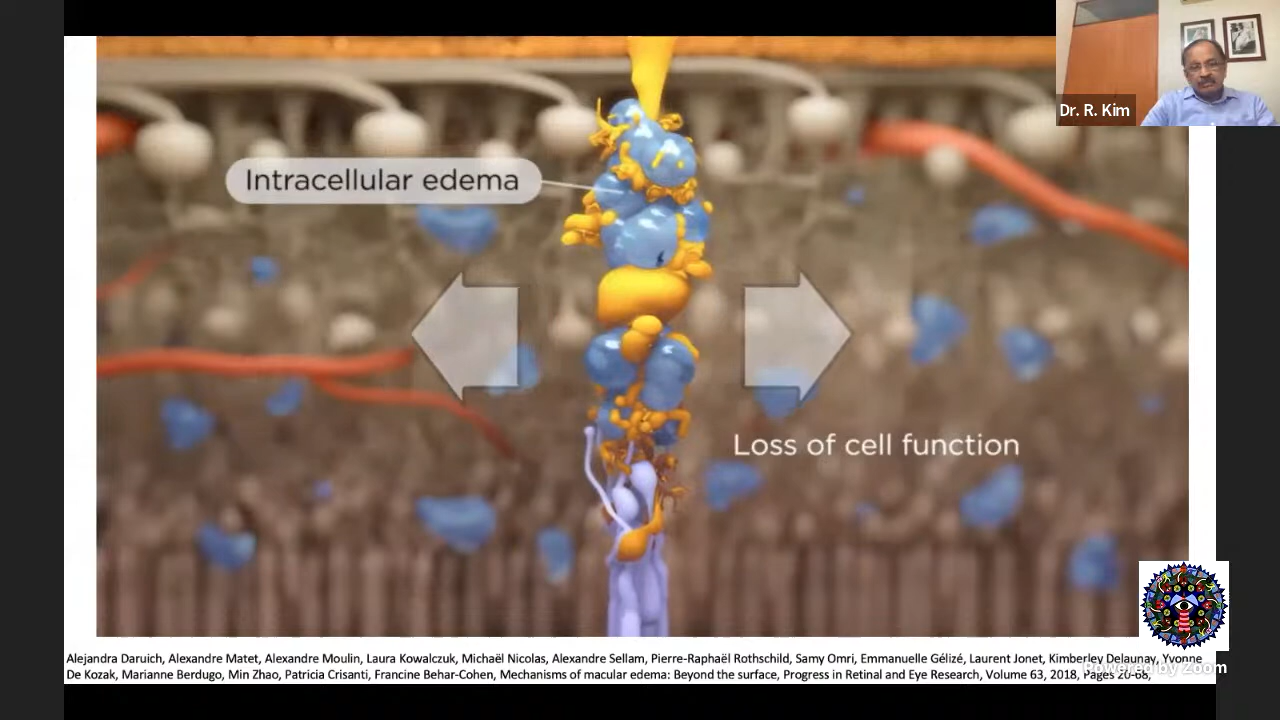 Dr. R. Kim
Intracellular edema
Loss of cell function
Alejandra Daruich, Alexandre Matet, Alexandre Moulin, Laura Kowalczuk, Michaël Nicolas, Alexandre Sellam, Pierre-Raphaël Rothschild, Samy Omri, Emmanuelle Gélizé, Laurent Jonet, Kimberley Delaunay, Yvonne
De Kozak, Marianne Berdugo, Min Zhao, Patricia Crisanti, Francine Behar-Cohen, Mechanisms of macular edema: Beyond the surface, Progress in Retinal and Eye Research, Volume 63, 2018, Pages 20-68,
Powered by Zoom